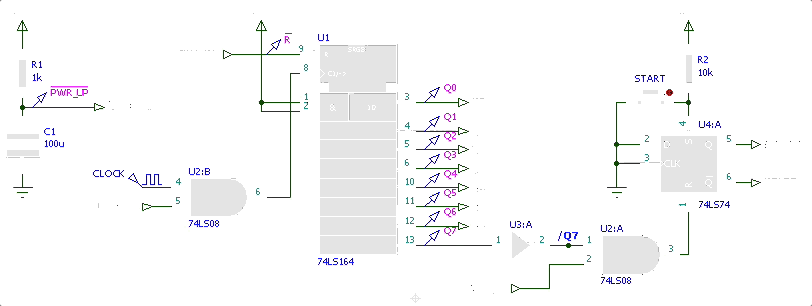 R1
1k
PWR_UP
C1
100u
CLOCK
4
5
U2:B
6
74LS08
R
U1
9
8
1
2
SRG8
R
C1/->
&
1D
3
Q0
4
Q1
5
Q2
6
Q3
10
Q4
11
Q5
12
Q6
13
Q7
74LS164
1
U3:A
2
/Q7
1
2
U2:A
3
74LS08
START
R2
10k
U4:A
4
2
3
D
S
Q
CLK
R
5
6
1
74LS74